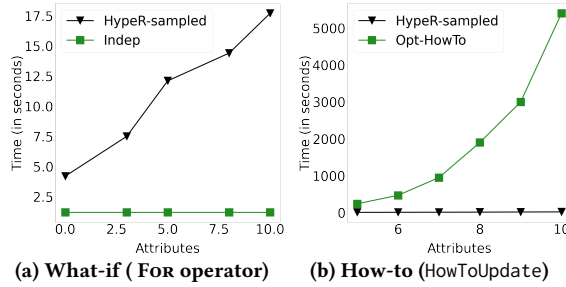 HypeR-sampled
Indep
17.5
15.0
12.5
10.0
7.5
5.0
2.5
Time (in seconds)
0.0 2.5 5.0 7.5 10.0
Attributes
(a) What-if ( FOR operator)
HypeR-sampled
Opt-HowTo
5000
4000
3000
2000
1000
0
Time (in seconds)
6 8 10
Attributes
(b) How-to (HowToUpdate)